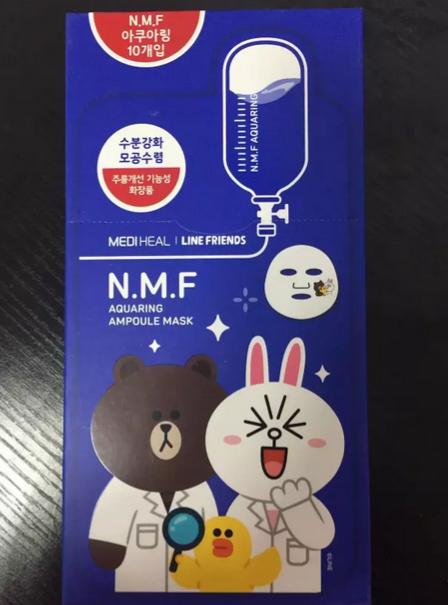 N.M.F
아쿠아링
10개입
N.M.F AQUARING
수분강화
모공수렴
주름개선 기능성
화장품
MEDIHEAL | LINE FRIENDS
N.M.F
AQUARING
AMPOULE MASK
©LINE